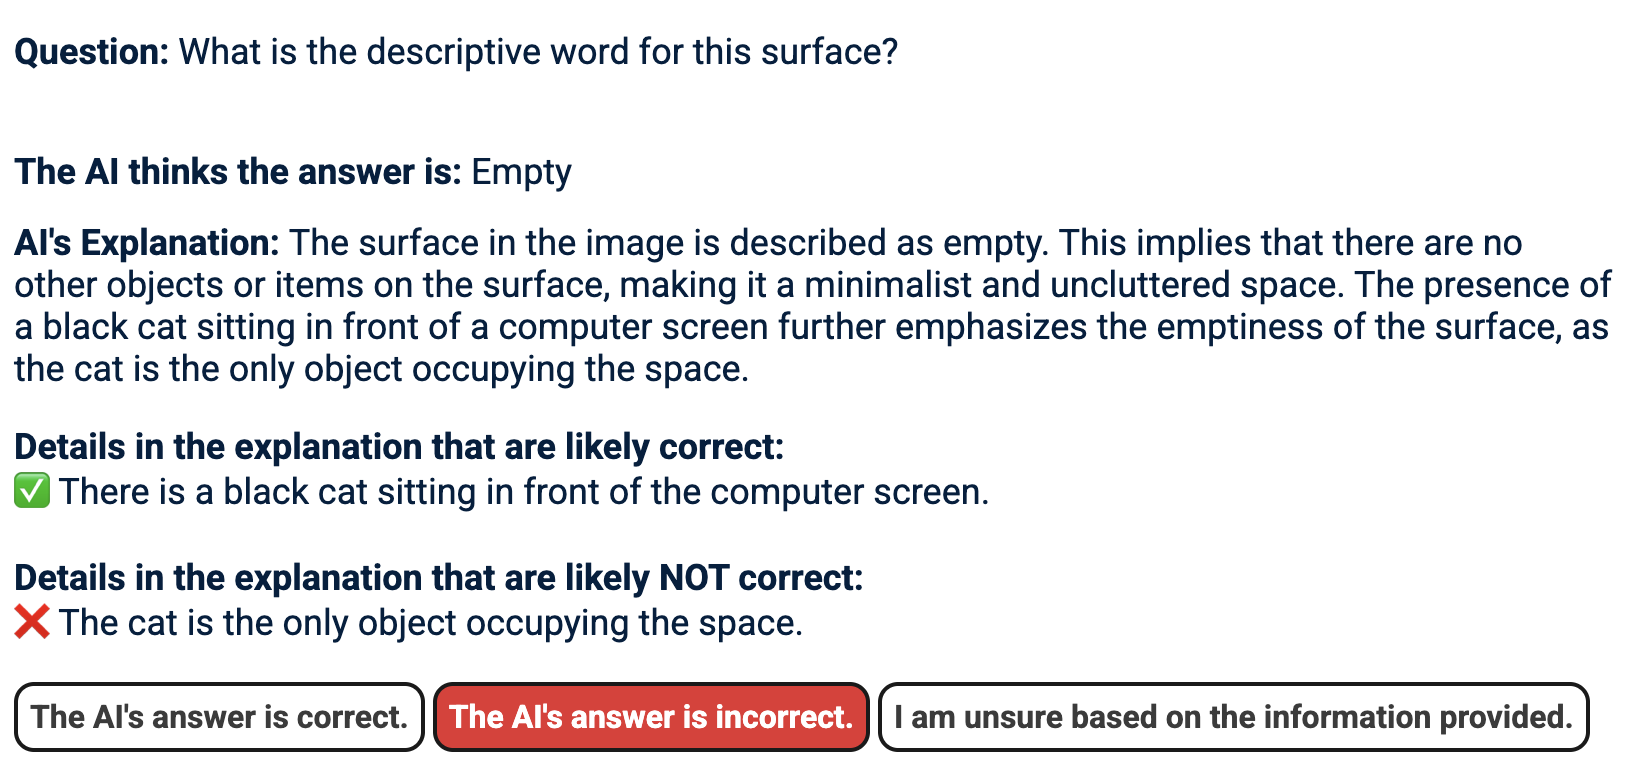 Question: What is the descriptive word for this surface?
The AI thinks the answer is: Empty
AI's Explanation: The surface in the image is described as empty. This implies that there are no
other objects or items on the surface, making it a minimalist and uncluttered space. The presence of
a black cat sitting in front of a computer screen further emphasizes the emptiness of the surface, as
the cat is the only object occupying the space.
Details in the explanation that are likely correct:
✅ There is a black cat sitting in front of the computer screen.
Details in the explanation that are likely NOT correct:
❌ The cat is the only object occupying the space.
The AI's answer is correct. The AI's answer is incorrect. I am unsure based on the information provided.